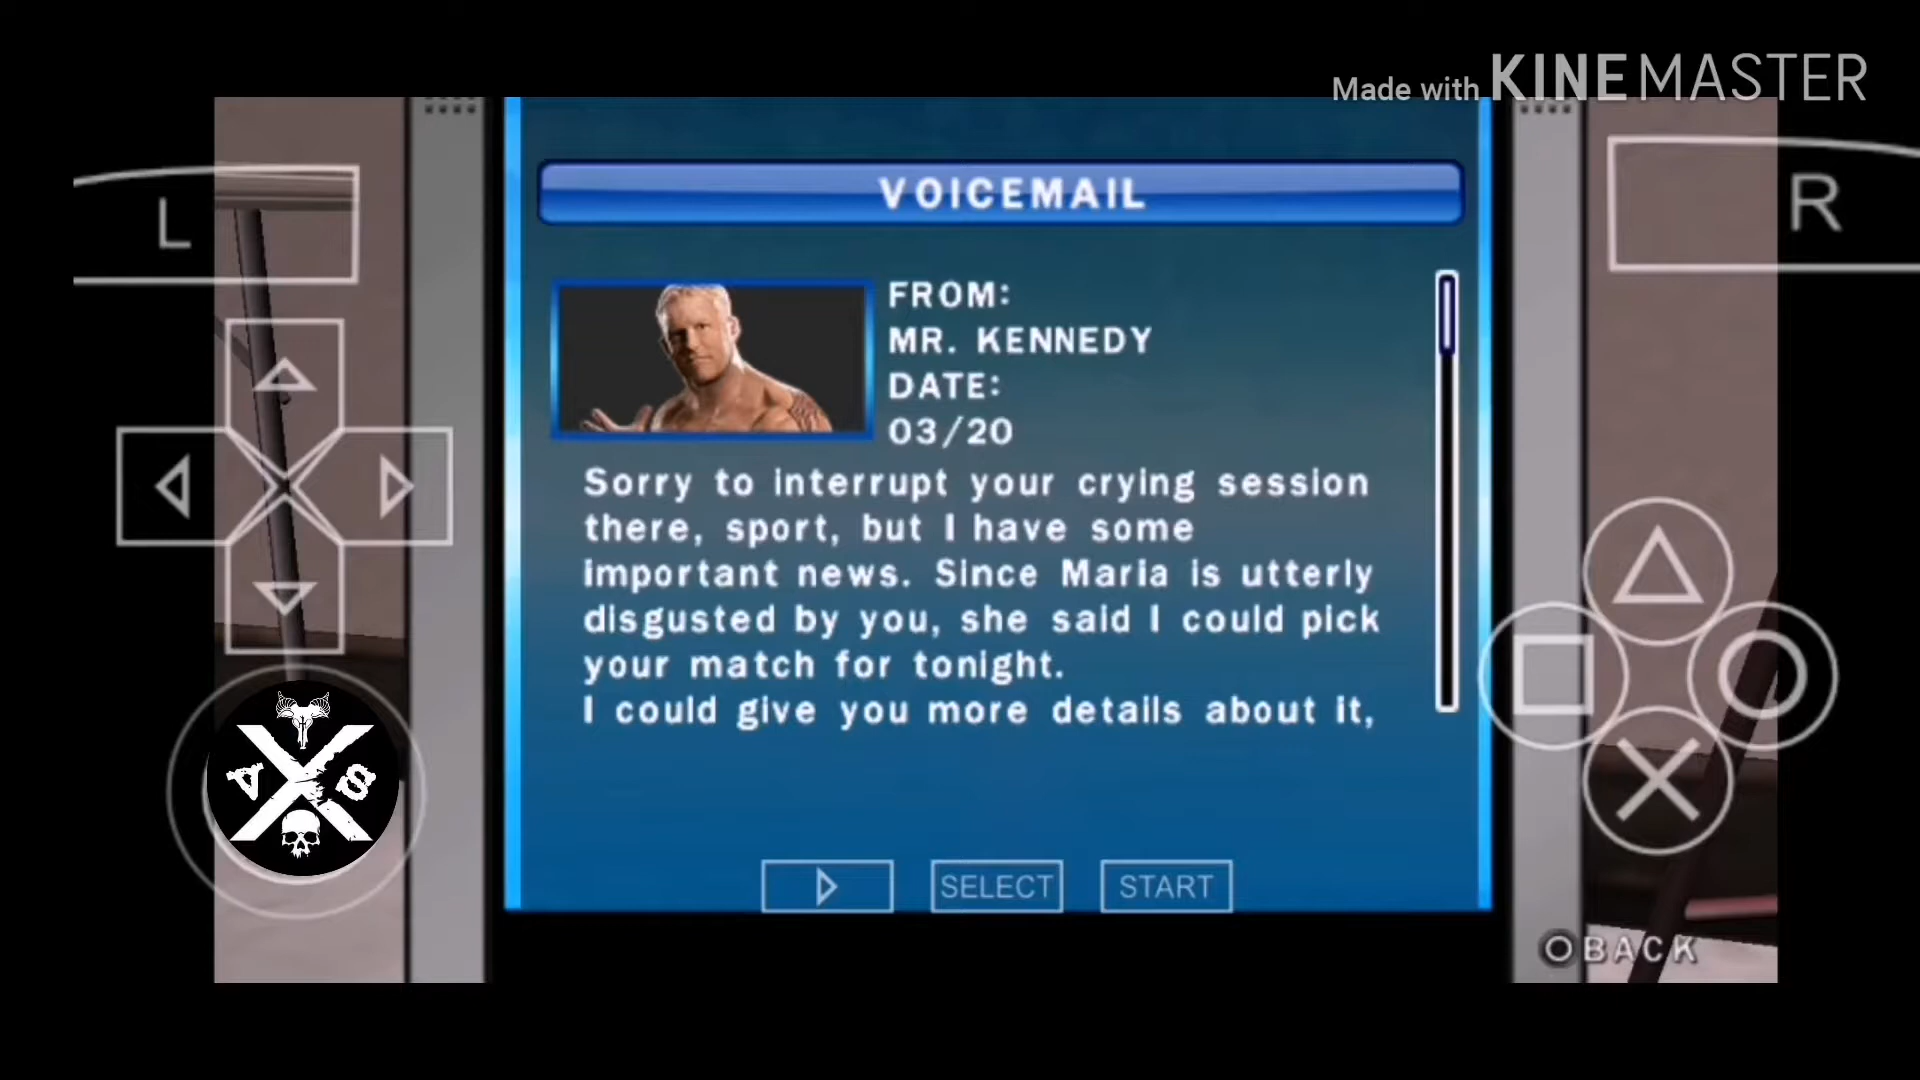 Made with KINEMASTER
L
R
VOICEMAIL
FROM:
MR. KENNEDY
DATE:
03/20
Sorry to interrupt your crying session
there, sport, but I have some
important news. Since Maria is utterly
disgusted by you, she said I could pick
your match for tonight.
I could give you more details about it,
V S
SELECT
START
BACK